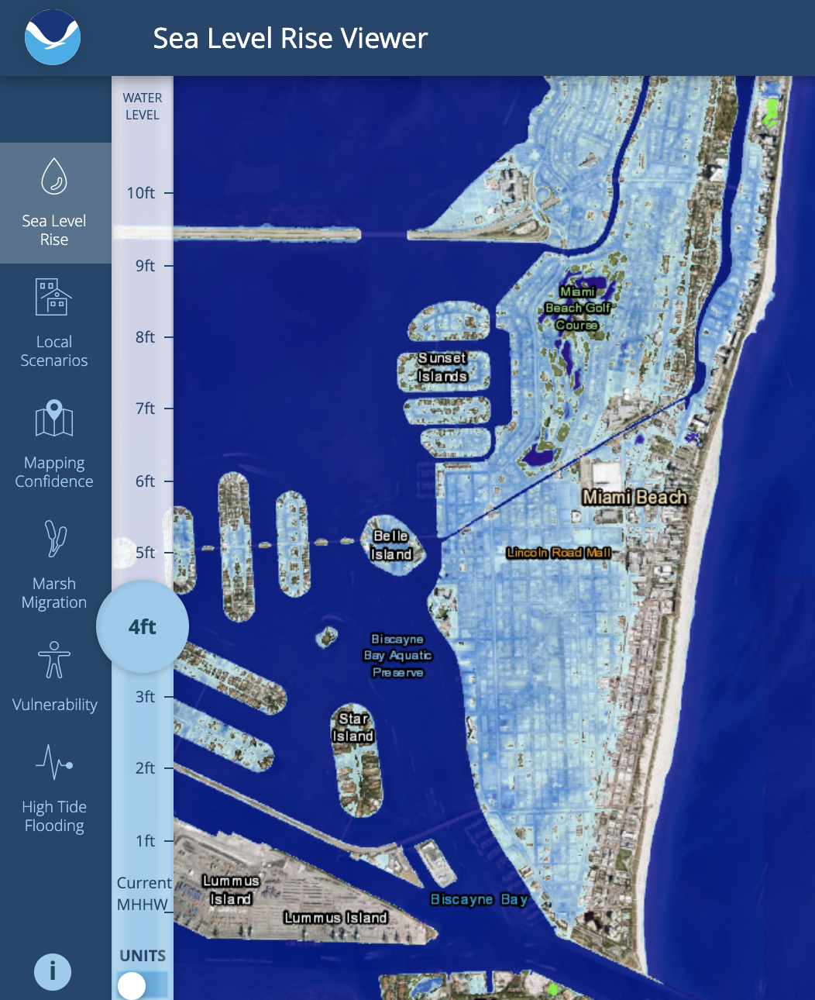 Sea Level Rise Viewer
WATER
LEVEL
10ft
9ft
8ft
7ft
6ft
5ft
4ft
3ft
2ft
1ft
Current
MHHW
UNITS
Sea Level
Rise
Local
Scenarios
Mapping
Confidence
Marsh
Migration
Vulnerability
High Tide
Flooding
i
Miami
Beach Golf
Course
Sunset
Islands
Miami Beach
Belle
Island
Lincoln Road Mall
Biscayne
Bay Aquatic
Preserve
Star
Island
Lummus
Island
Lummus Island
Biscayne Bay